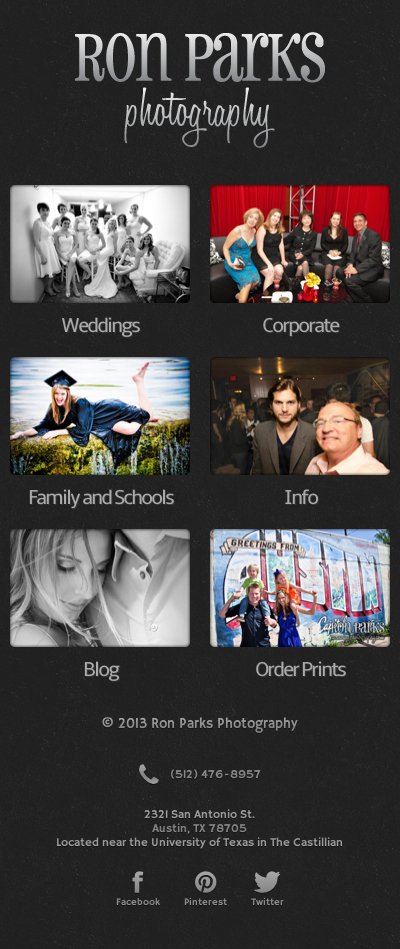 Ron Parks
photography
Weddings
Corporate
Family and Schools
Info
GREETINGS FROM
Ron Parks
Blog
Order Prints
© 2013 Ron Parks Photography
(512) 476-8957
2321 San Antonio St.
Austin, TX 78705
Located near the University of Texas in The Castillian
Facebook
Pinterest
Twitter